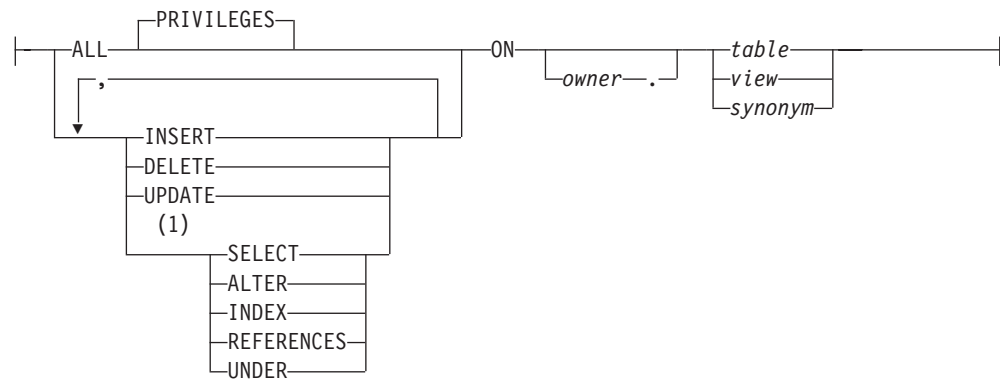 PRIVILEGES
ALL ON table
owner . view
, synonym
INSERT
DELETE
UPDATE
(1)
SELECT
ALTER
INDEX
REFERENCES
UNDER